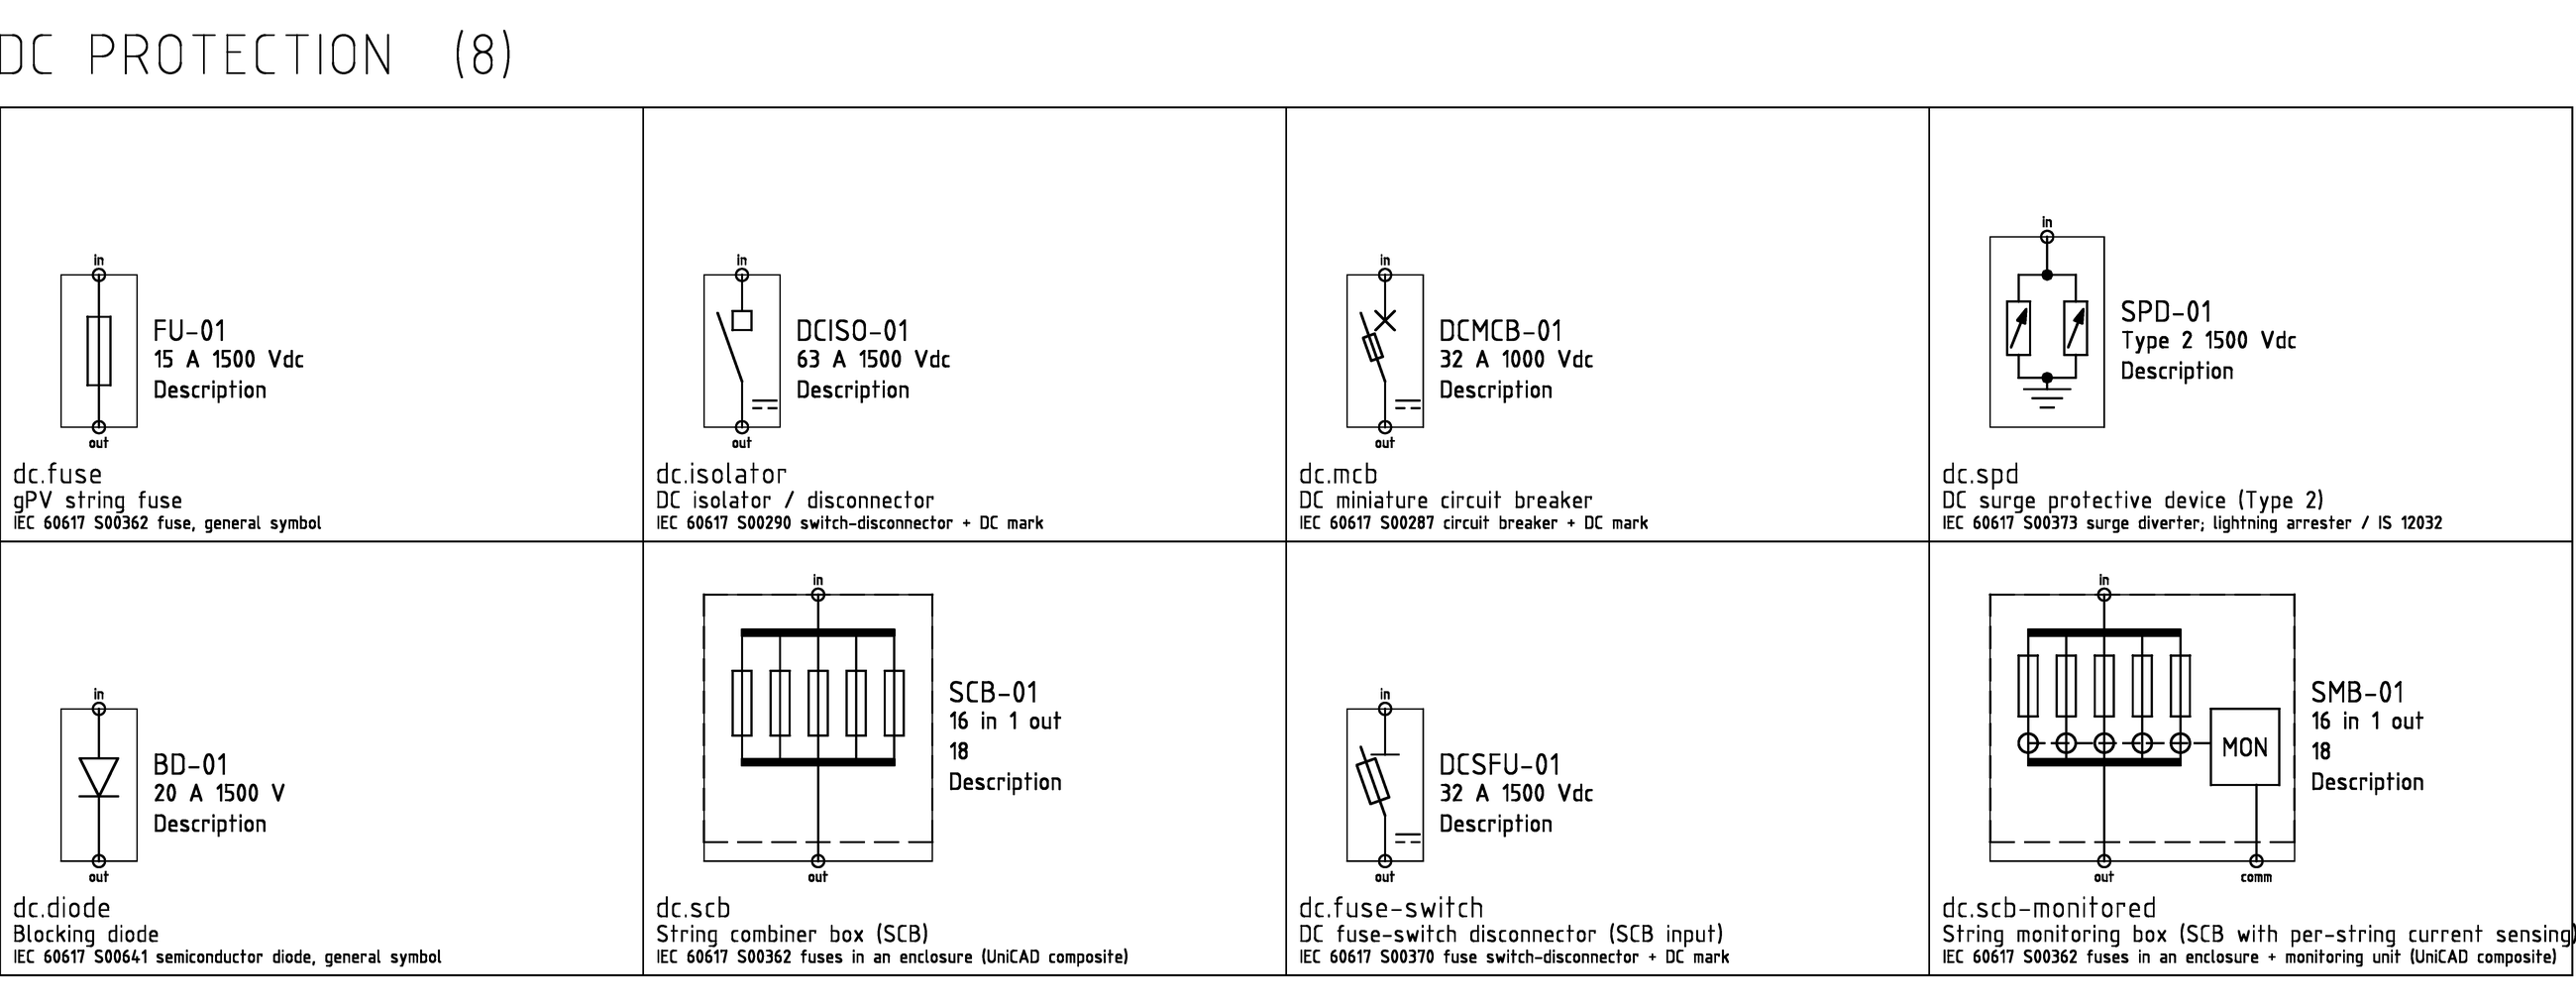 DC PROTECTION (8)
in
FU-01
15 A 1500 Vdc
Description
out
dc.fuse
gPV string fuse
IEC 60617 S00362 fuse, general symbol
in
DCISO-01
63 A 1500 Vdc
Description
out
dc.isolator
DC isolator / disconnector
IEC 60617 S00290 switch-disconnector + DC mark
in
DCMCB-01
32 A 1000 Vdc
Description
out
dc.mcb
DC miniature circuit breaker
IEC 60617 S00287 circuit breaker + DC mark
in
SPD-01
Type 2 1500 Vdc
Description
dc.spd
DC surge protective device (Type 2)
IEC 60617 S00373 surge diverter; lightning arrester / IS 12032
in
BD-01
20 A 1500 V
Description
out
dc.diode
Blocking diode
IEC 60617 S00641 semiconductor diode, general symbol
in
SCB-01
16 in 1 out
18
Description
out
dc.scb
String combiner box (SCB)
IEC 60617 S00362 fuses in an enclosure (UniCAD composite)
in
DCSFU-01
32 A 1500 Vdc
Description
out
dc.fuse-switch
DC fuse-switch disconnector (SCB input)
IEC 60617 S00370 fuse switch-disconnector + DC mark
in
SMB-01
16 in 1 out
18
Description
MON
out
comm
dc.scb-monitored
String monitoring box (SCB with per-string current sensing)
IEC 60617 S00362 fuses in an enclosure + monitoring unit (UniCAD composite)